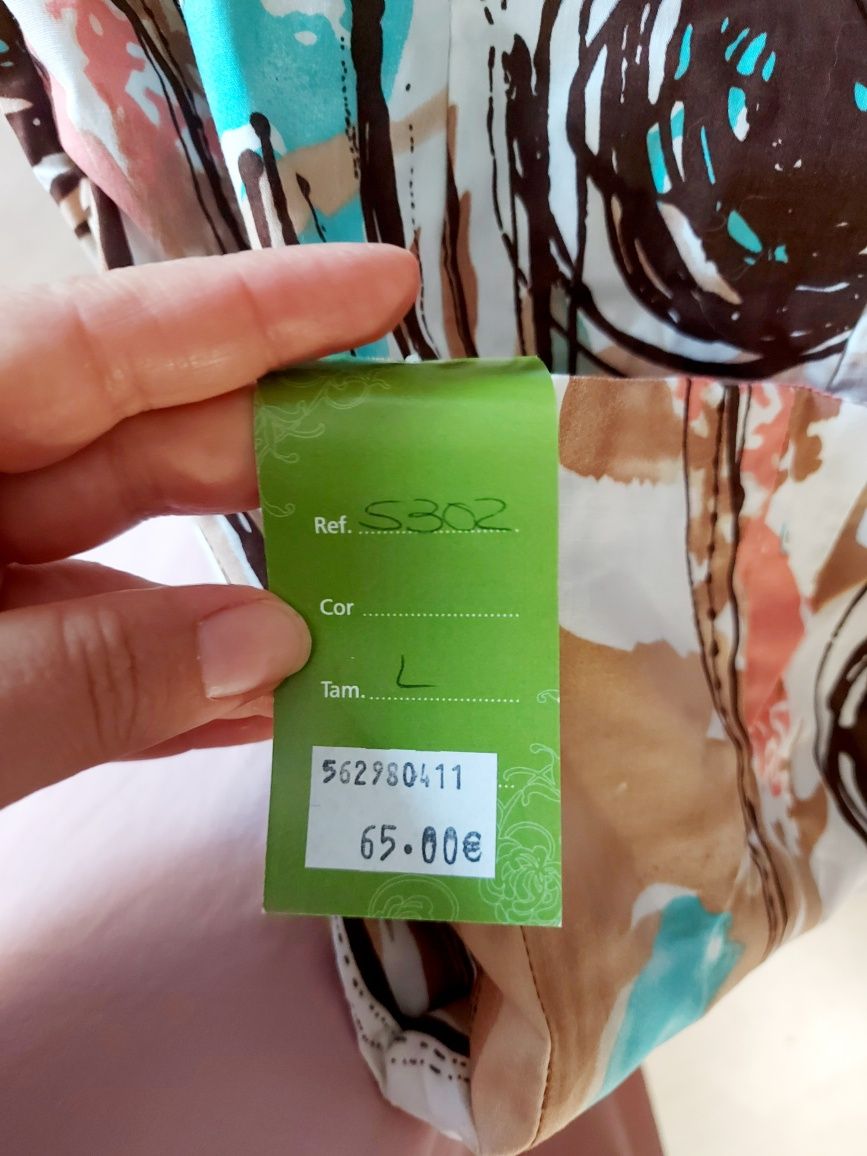 Ref. S302
Cor
Tam. L
562980411
65.00€